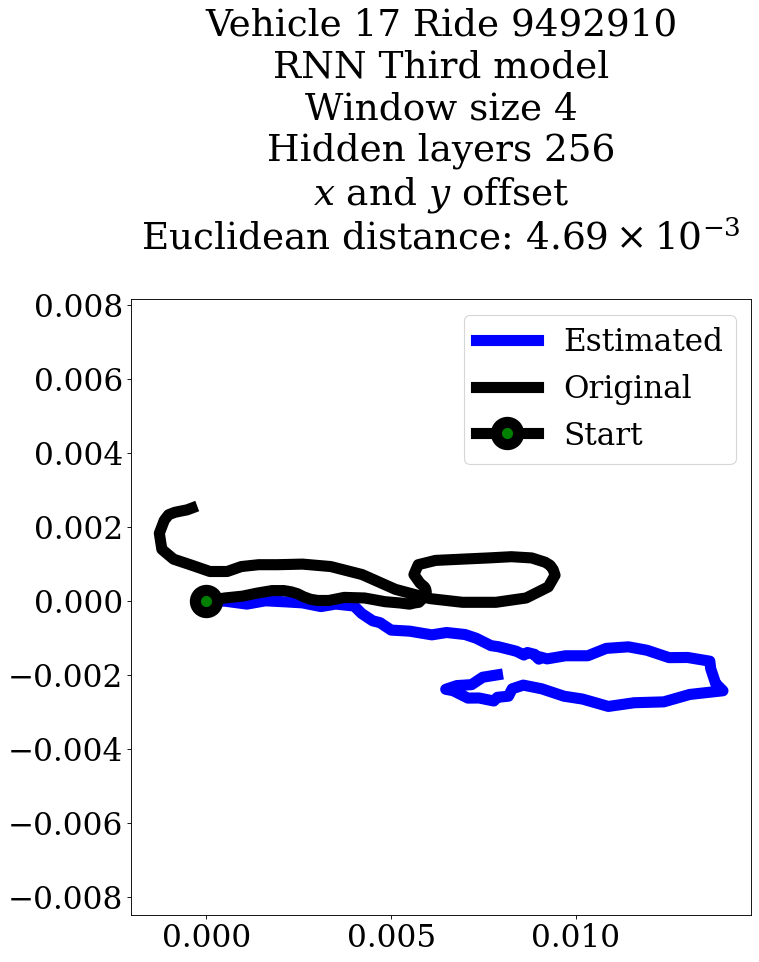 Vehicle 17 Ride 9492910
RNN Third model
Window size 4
Hidden layers 256
x and y offset
Euclidean distance: 4.69 × 10⁻³
0.008
0.006
0.004
0.002
0.000
−0.002
−0.004
−0.006
−0.008
Estimated
Original
Start
0.000
0.005
0.010